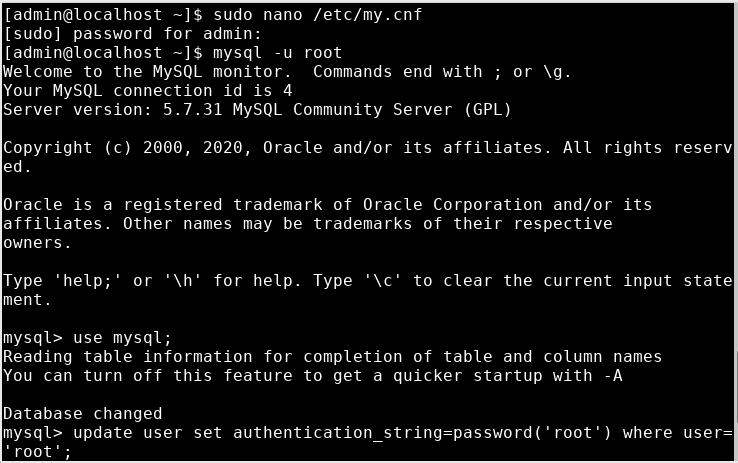 [admin@localhost ~]$ sudo nano /etc/my.cnf
[sudo] password for admin:
[admin@localhost ~]$ mysql -u root
Welcome to the MySQL monitor.  Commands end with ; or \g.
Your MySQL connection id is 4
Server version: 5.7.31 MySQL Community Server (GPL)

Copyright (c) 2000, 2020, Oracle and/or its affiliates. All rights reserv
ed.

Oracle is a registered trademark of Oracle Corporation and/or its
affiliates. Other names may be trademarks of their respective
owners.

Type 'help;' or '\h' for help. Type '\c' to clear the current input state
ment.

mysql> use mysql;
Reading table information for completion of table and column names
You can turn off this feature to get a quicker startup with -A

Database changed
mysql> update user set authentication_string=password('root') where user=
'root';